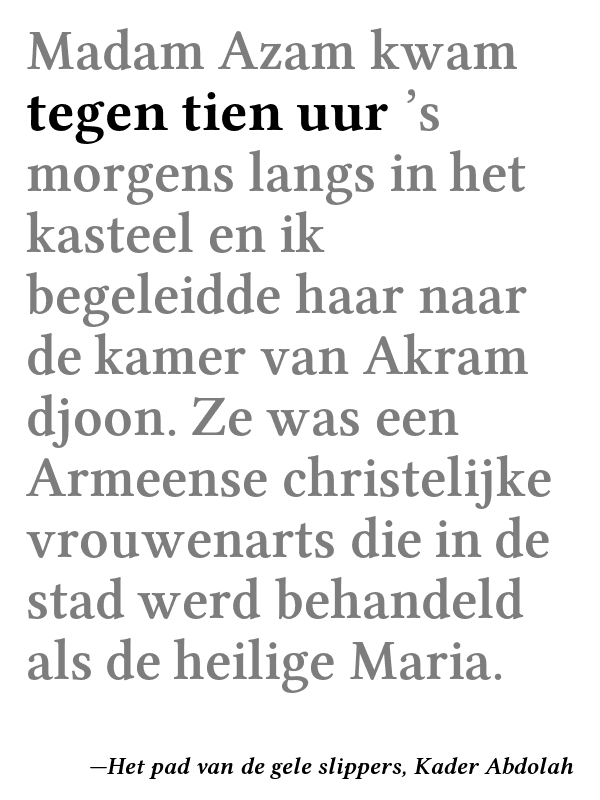 Madam Azam kwam
tegen tien uur ’s
morgens langs in het
kasteel en ik
begeleidde haar naar
de kamer van Akram
djoon. Ze was een
Armeense christelijke
vrouwenarts die in de
stad werd behandeld
als de heilige Maria.
—Het pad van de gele slippers, Kader Abdolah